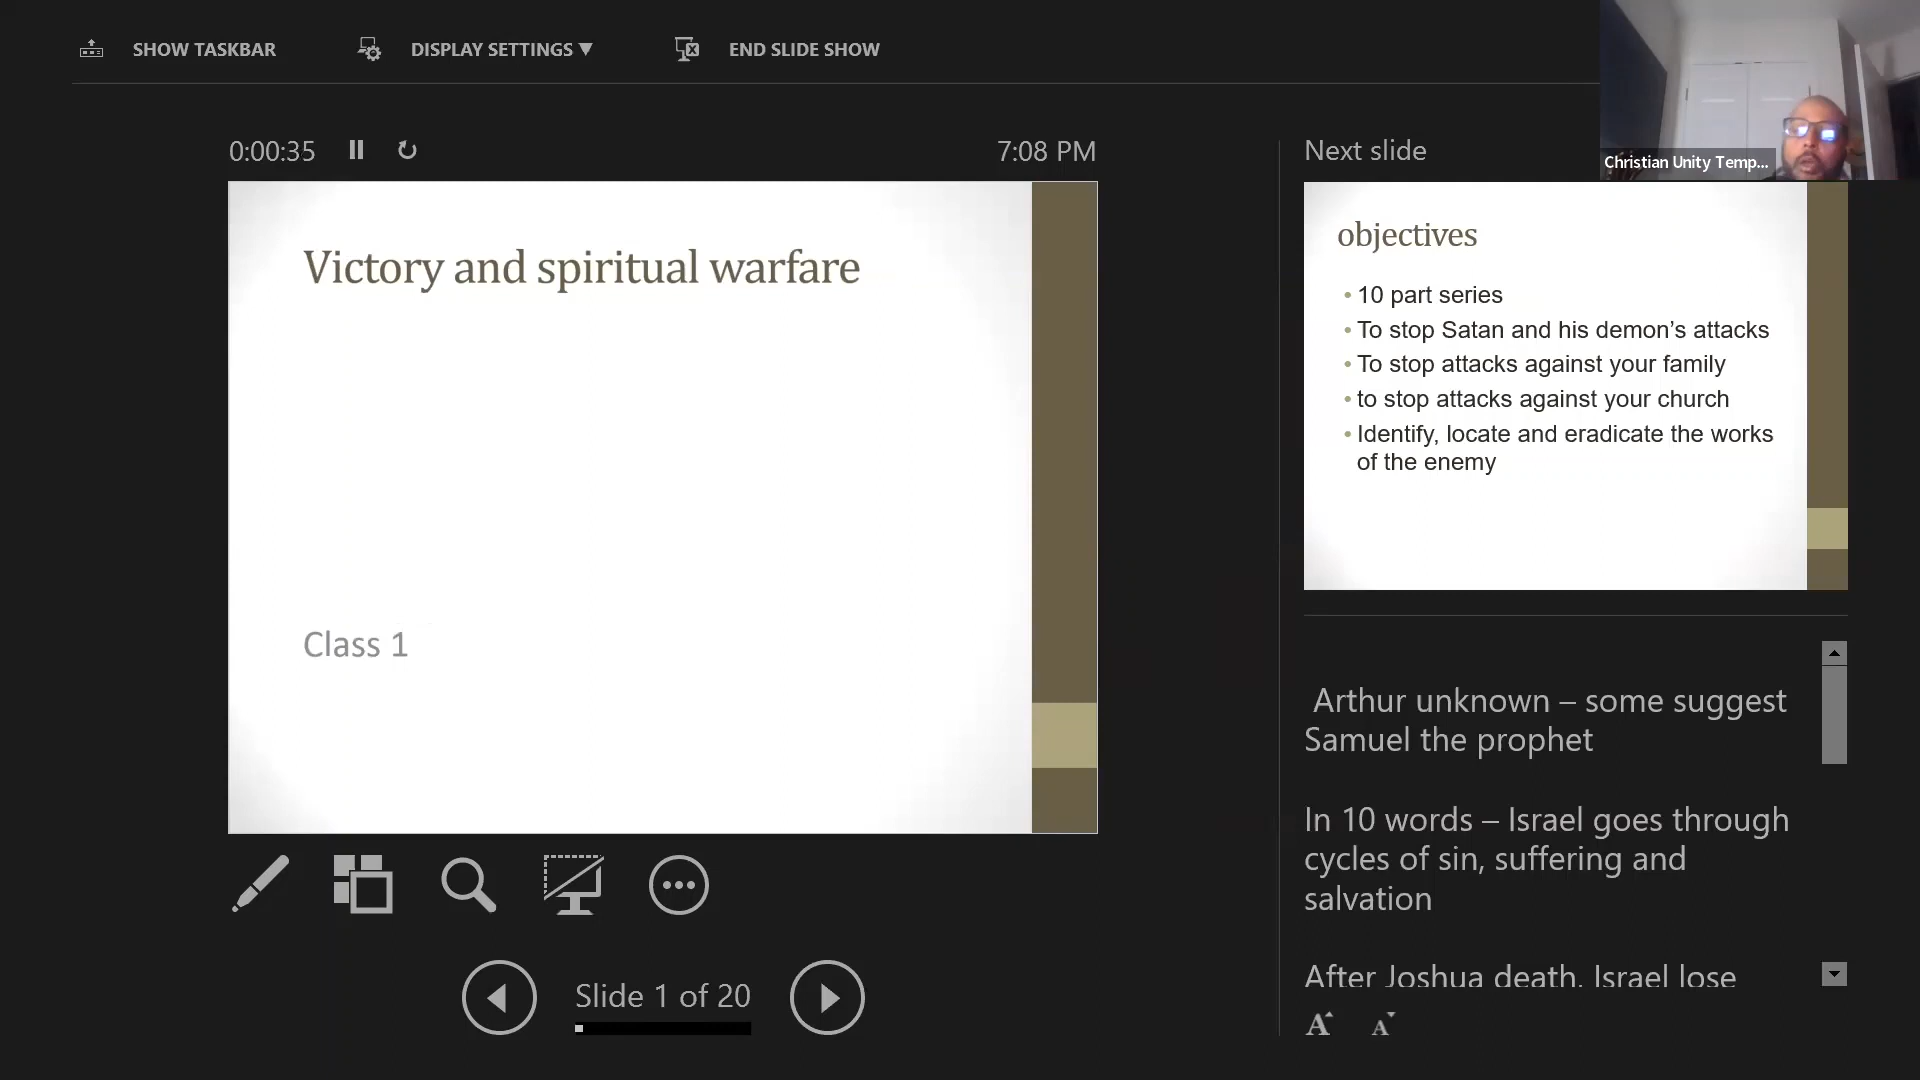 SHOW TASKBAR
DISPLAY SETTINGS ▼
END SLIDE SHOW
Christian Unity Temp...
0:00:35
7:08 PM
Next slide
Victory and spiritual warfare
Class 1
objectives
• 10 part series
• To stop Satan and his demon’s attacks
• To stop attacks against your family
• to stop attacks against your church
• Identify, locate and eradicate the works
of the enemy
Arthur unknown – some suggest
Samuel the prophet
In 10 words – Israel goes through
cycles of sin, suffering and
salvation
After Joshua death. Israel lose
Slide 1 of 20
A A